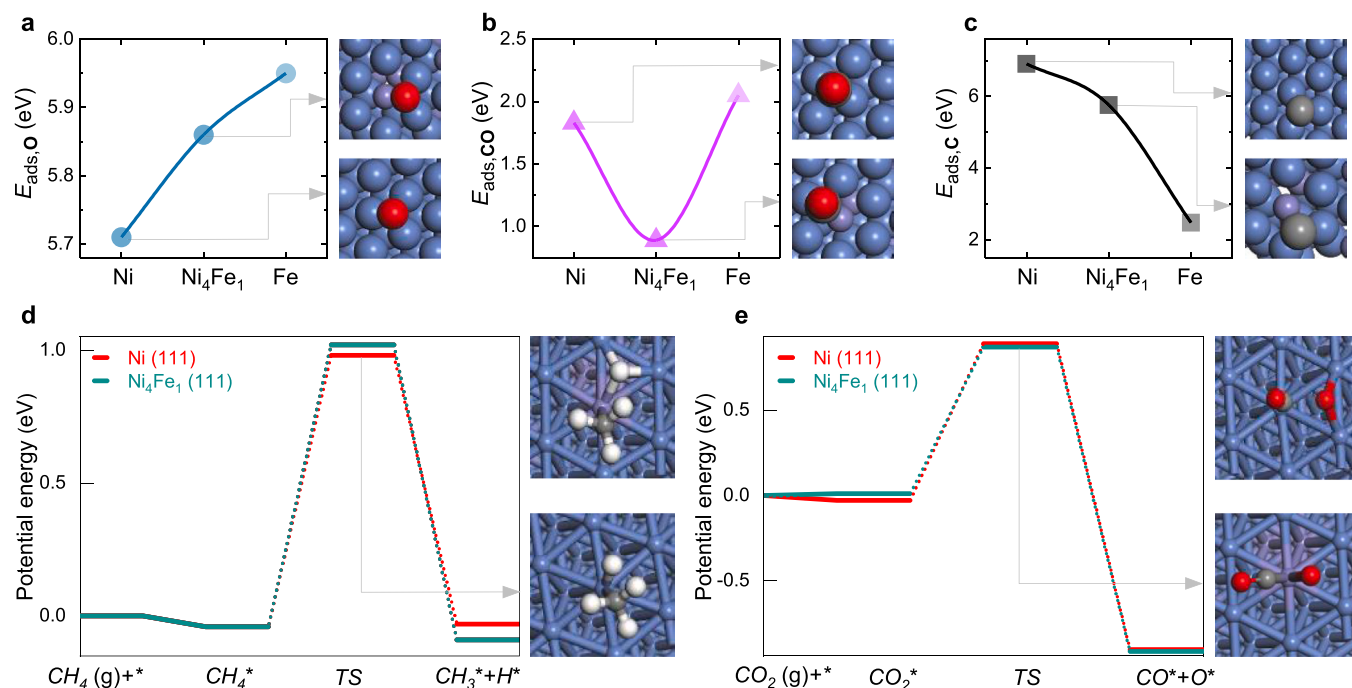 a
6.0
5.9
5.8
5.7
E_ads,O (eV)
Ni
Ni₄Fe₁
Fe
b
2.5
2.0
1.5
1.0
E_ads,CO (eV)
Ni
Ni₄Fe₁
Fe
c
6
4
2
E_ads,C (eV)
Ni
Ni₄Fe₁
Fe
d
1.0
0.5
0.0
Potential energy (eV)
Ni (111)
Ni₄Fe₁ (111)
CH₄ (g)+*
CH₄*
TS
CH₃*+H*
e
0.5
0.0
-0.5
Potential energy (eV)
Ni (111)
Ni₄Fe₁ (111)
CO₂ (g)+*
CO₂*
TS
CO*+O*